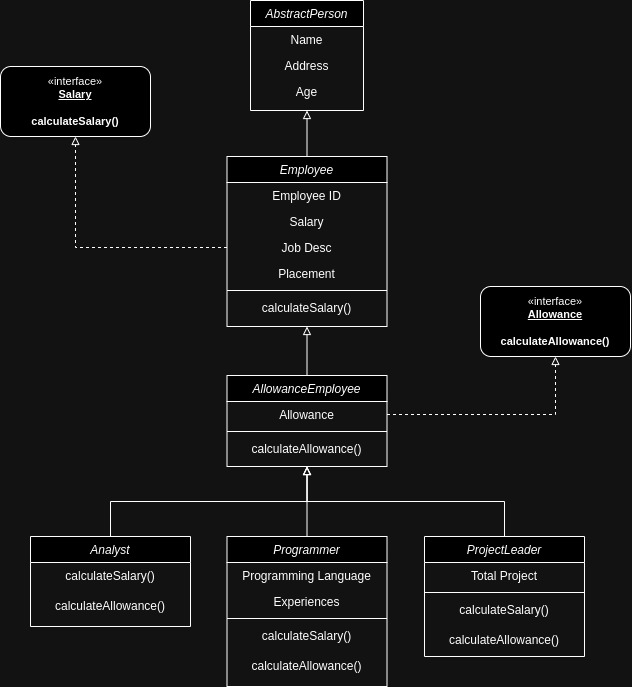 AbstractPerson
Name
Address
Age
«interface»
Salary
calculateSalary()
Employee
Employee ID
Salary
Job Desc
Placement
calculateSalary()
«interface»
Allowance
calculateAllowance()
AllowanceEmployee
Allowance
calculateAllowance()
Analyst
calculateSalary()
calculateAllowance()
Programmer
Programming Language
Experiences
calculateSalary()
calculateAllowance()
ProjectLeader
Total Project
calculateSalary()
calculateAllowance()